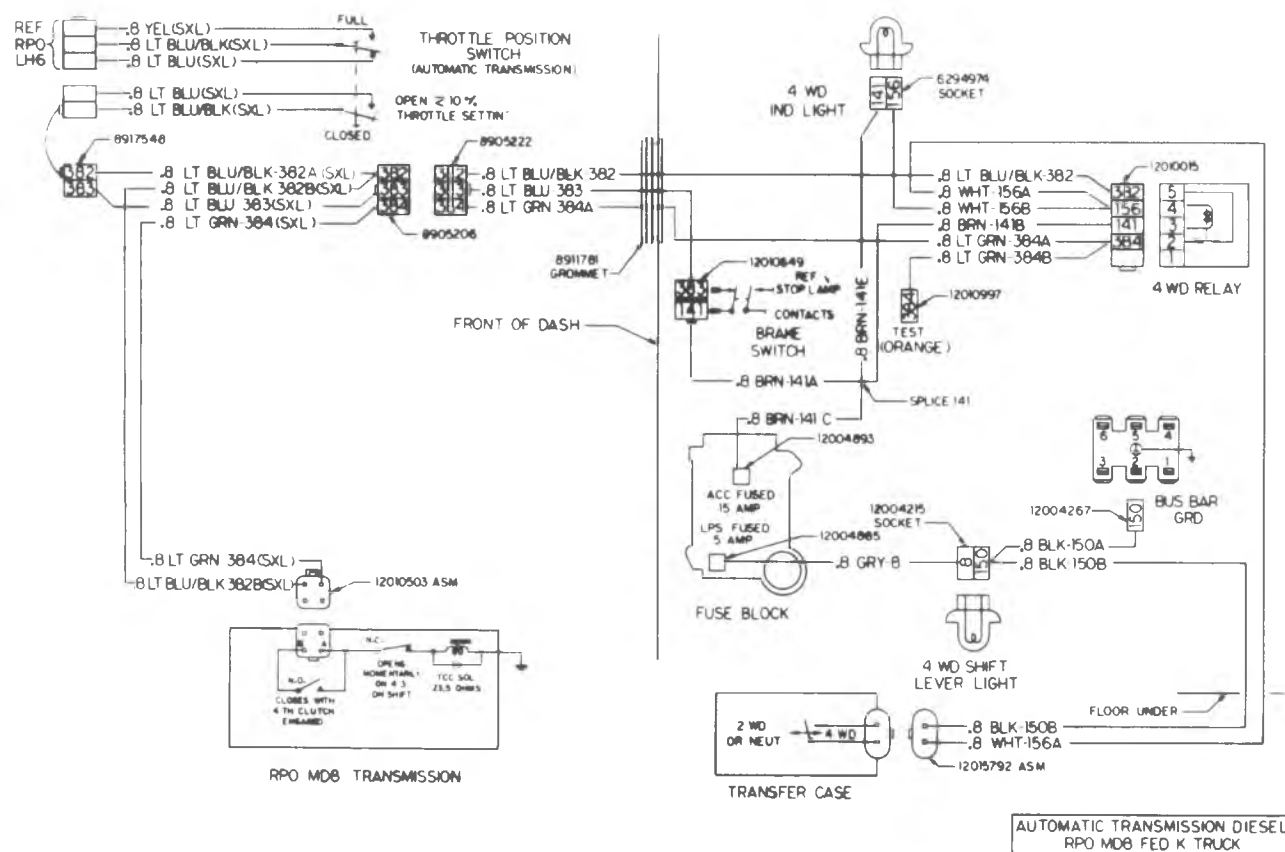 REF
RPO
LH6
.8 YEL(SXL)
.8 LT BLU/BLK(SXL)
.8 LT BLU(SXL)
FULL
THROTTLE POSITION
SWITCH
(AUTOMATIC TRANSMISSION)
.8 LT BLU(SXL)
.8 LT BLU/BLK(SXL)
OPEN ≥ 10 %
THROTTLE SETTIN'
CLOSED
8917548
382
383
.8 LT BLU/BLK-382A (SXL)
.8 LT BLU/BLK 382B(SXL)
.8 LT BLU 383(SXL)
.8 LT GRN-384(SXL)
382
383
384
8905206
8905222
.8 LT BLU/BLK-382
.8 LT BLU 383
.8 LT GRN 384A
8911781
GROMMET
FRONT OF DASH
4 WD
IND LIGHT
141
156
6294974
SOCKET
.8 LT BLU/BLK-382
.8 WHT-156A
.8 WHT-156B
.8 BRN-141B
.8 LT GRN-384A
.8 LT GRN-384B
12010015
382
156
141
384
5
4
3
2
1
4 WD RELAY
12010649
383
141
REF
STOP LAMP
CONTACTS
BRAKE
SWITCH
.8 BRN-141E
384
12010997
TEST
(ORANGE)
.8 BRN-141A
SPLICE 141
.8 BRN-141 C
12004893
ACC FUSED
15 AMP
LPS FUSED
5 AMP
12004885
FUSE BLOCK
.8 GRY-8
12004215
SOCKET
8
150
.8 BLK-150A
.8 BLK-150B
12004267
150
6
5
4
3
2
1
BUS BAR
GRD
4 WD SHIFT
LEVER LIGHT
FLOOR UNDER
.8 LT GRN 384(SXL)
.8 LT BLU/BLK 382B(SXL)
12010503 ASM
B
A
N.C.
N.O.
CLOSES WITH
4 TH CLUTCH
OPENS
MOMENTARILY
ON 4 3
DN SHIFT
TCC SOL
23.5 OHMS
RPO MD8 TRANSMISSION
2 WD
OR NEUT
4 WD
TRANSFER CASE
.8 BLK-150B
.8 WHT-156A
12015792 ASM
AUTOMATIC TRANSMISSION DIESEL
RPO MD8 FED K TRUCK